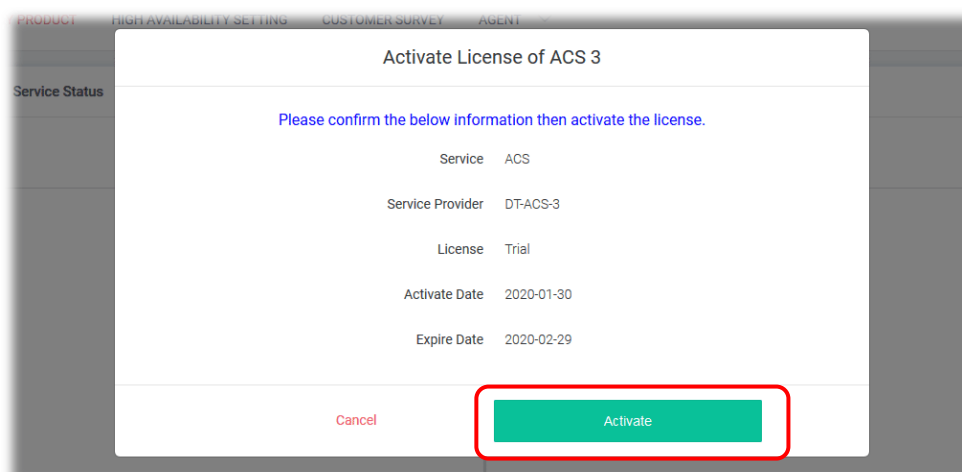 PRODUCT HIGH AVAILABILITY SETTING CUSTOMER SURVEY AGENT
Activate License of ACS 3
Service Status
Please confirm the below information then activate the license.
Service ACS
Service Provider DT-ACS-3
License Trial
Activate Date 2020-01-30
Expire Date 2020-02-29
Cancel Activate